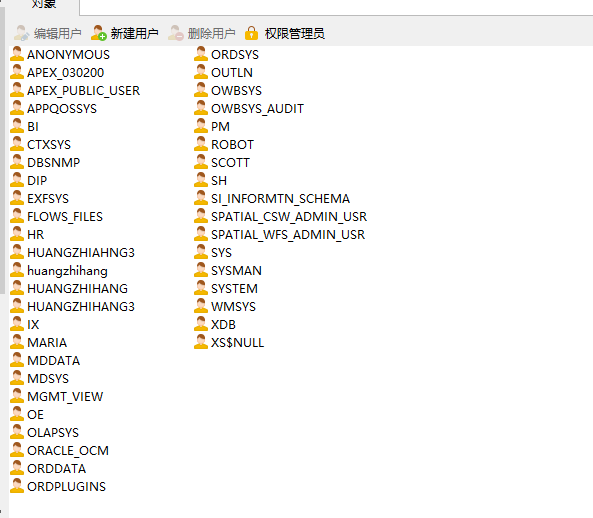 对象
编辑用户 新建用户 删除用户 权限管理员
ANONYMOUS
APEX_030200
APEX_PUBLIC_USER
APPQOSSYS
BI
CTXSYS
DBSNMP
DIP
EXFSYS
FLOWS_FILES
HR
HUANGZHIAHNG3
huangzhihang
HUANGZHIHANG
HUANGZHIHANG3
IX
MARIA
MDDATA
MDSYS
MGMT_VIEW
OE
OLAPSYS
ORACLE_OCM
ORDDATA
ORDPLUGINS
ORDSYS
OUTLN
OWBSYS
OWBSYS_AUDIT
PM
ROBOT
SCOTT
SH
SI_INFORMTN_SCHEMA
SPATIAL_CSW_ADMIN_USR
SPATIAL_WFS_ADMIN_USR
SYS
SYSMAN
SYSTEM
WMSYS
XDB
XS$NULL